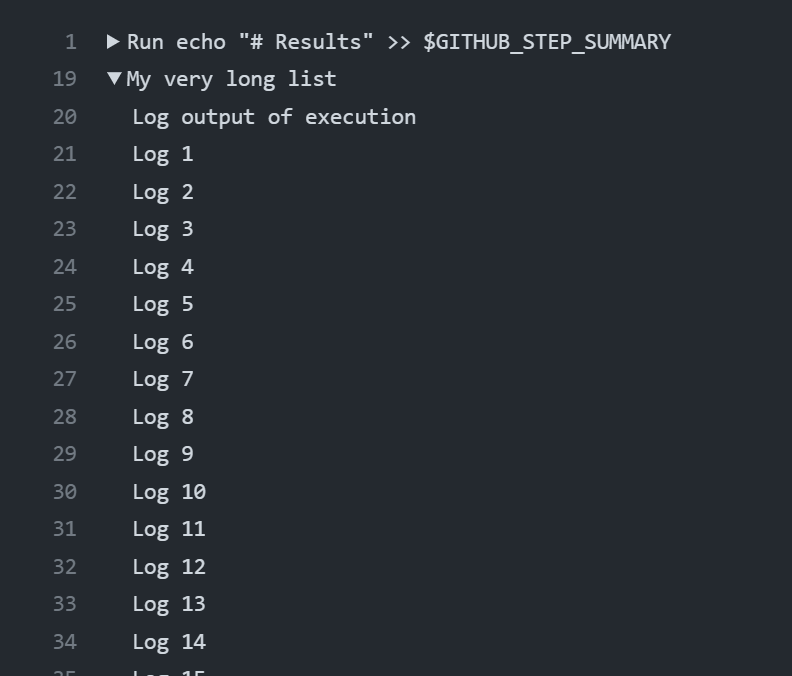 1 ▶ Run echo "# Results" >> $GITHUB_STEP_SUMMARY
19 ▼ My very long list
20 Log output of execution
21 Log 1
22 Log 2
23 Log 3
24 Log 4
25 Log 5
26 Log 6
27 Log 7
28 Log 8
29 Log 9
30 Log 10
31 Log 11
32 Log 12
33 Log 13
34 Log 14
35 Log 15